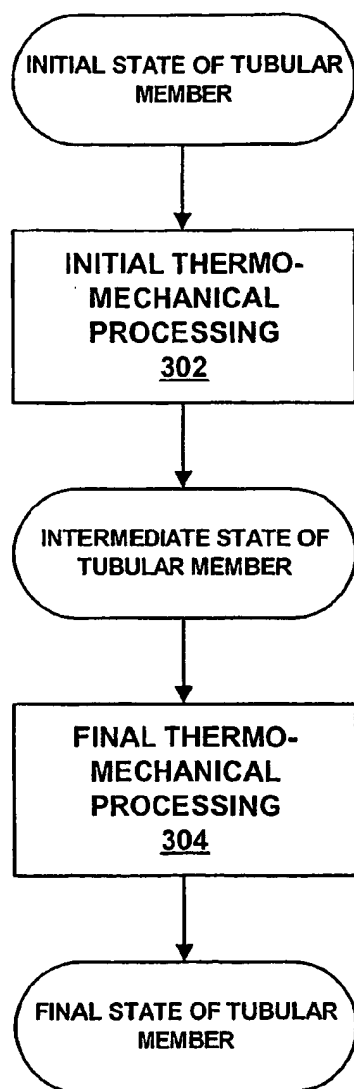 INITIAL STATE OF TUBULAR
MEMBER
INITIAL THERMO-
MECHANICAL
PROCESSING
302
INTERMEDIATE STATE OF
TUBULAR MEMBER
FINAL THERMO-
MECHANICAL
PROCESSING
304
FINAL STATE OF TUBULAR
MEMBER